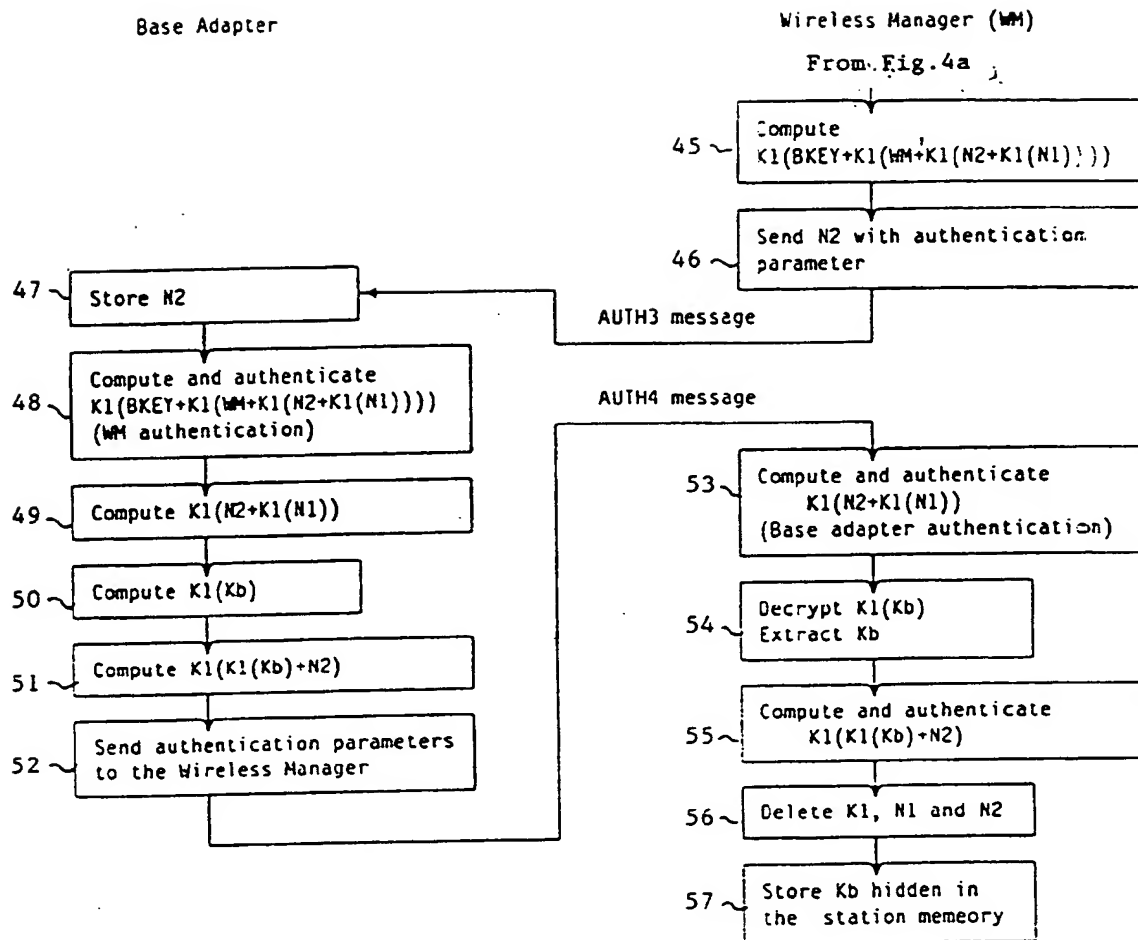 Base Adapter
Wireless Manager (WM)
From Fig.4a
45
Compute
K1(BKEY+K1(WM+K1(N2+K1(N1))))
46
Send N2 with authentication
parameter
AUTH3 message
47
Store N2
48
Compute and authenticate
K1(BKEY+K1(WM+K1(N2+K1(N1))))
(WM authentication)
49
Compute K1(N2+K1(N1))
50
Compute K1(Kb)
51
Compute K1(K1(Kb)+N2)
52
Send authentication parameters
to the Wireless Manager
AUTH4 message
53
Compute and authenticate
K1(N2+K1(N1))
(Base adapter authentication)
54
Decrypt K1(Kb)
Extract Kb
55
Compute and authenticate
K1(K1(Kb)+N2)
56
Delete K1, N1 and N2
57
Store Kb hidden in
the station memeory